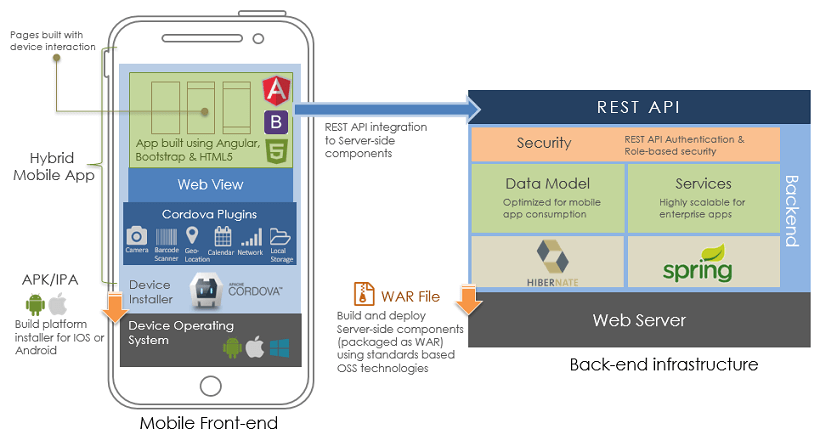 Pages built with
device interaction
Hybrid
Mobile App
APK/IPA
Build platform
installer for IOS or
Android
A
B
5
App built using Angular,
Bootstrap & HTML5
Web View
Cordova Plugins
Camera
Barcode
Scanner
Geo-
Location
Calendar
Network
Local
Storage
Device
Installer
APACHE
CORDOVA™
Device Operating
System
Mobile Front-end
REST API integration
to Server-side
components
WAR File
Build and deploy
Server-side components
(packaged as WAR)
using standards based
OSS technologies
REST API
Security
REST API Authentication &
Role-based security
Data Model
Optimized for mobile
app consumption
Services
Highly scalable for
enterprise apps
Backend
HIBERNATE
spring
Web Server
Back-end infrastructure